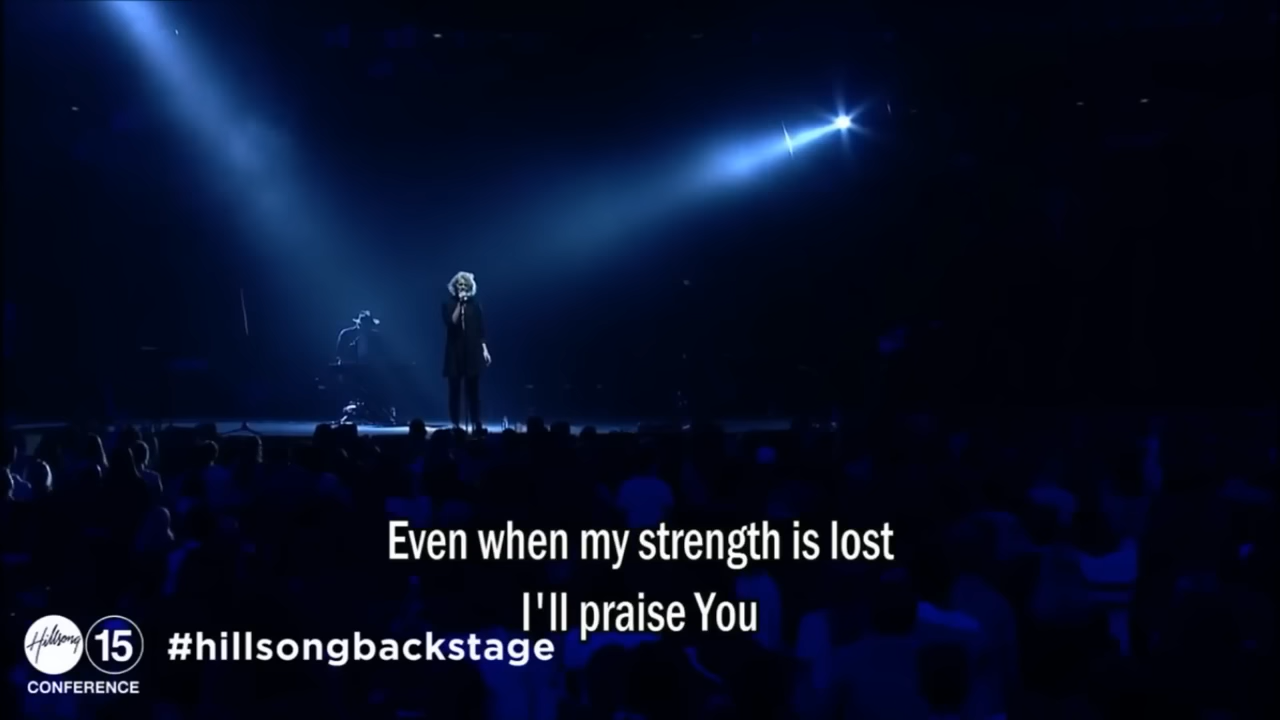 Even when my strength is lost
I'll praise You
Hillsong
15
#hillsongbackstage
CONFERENCE